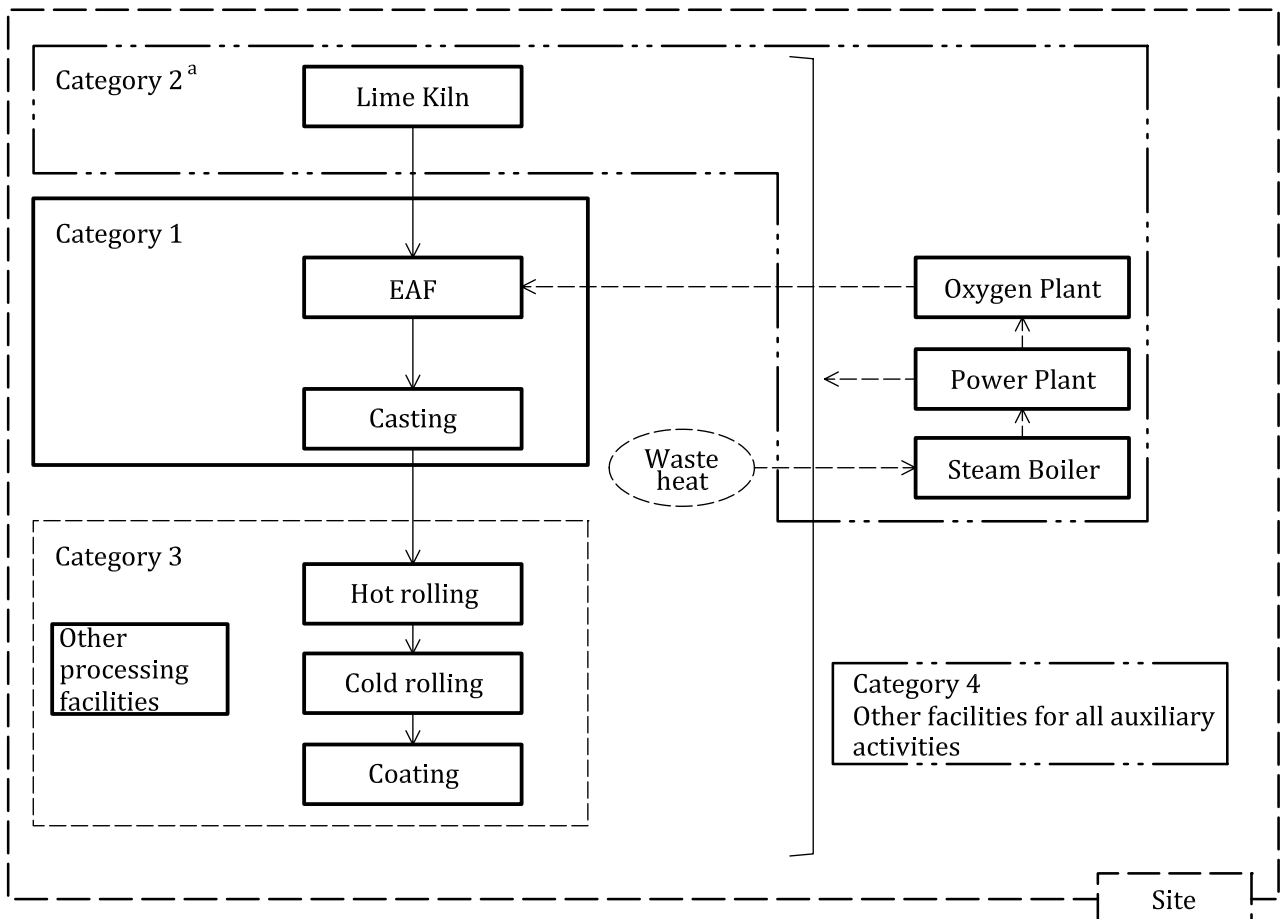 Category 2 a
Lime Kiln
Category 1
EAF
Oxygen Plant
Power Plant
Casting
Waste
heat
Steam Boiler
Category 3
Hot rolling
Other
processing
facilities
Cold rolling
Coating
Category 4
Other facilities for all auxiliary
activities
Site